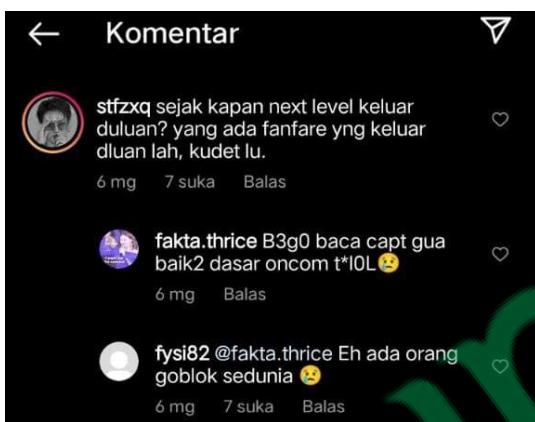 Komentar
stfzxq sejak kapan next level keluar
duluan? yang ada fanfare yng keluar
dluan lah, kudet lu.
6 mg 7 suka Balas
fakta.thrice B3g0 baca capt gua
baik2 dasar oncom t*l0L😢
6 mg Balas
fysi82 @fakta.thrice Eh ada orang
goblok sedunia 😢
6 mg 7 suka Balas